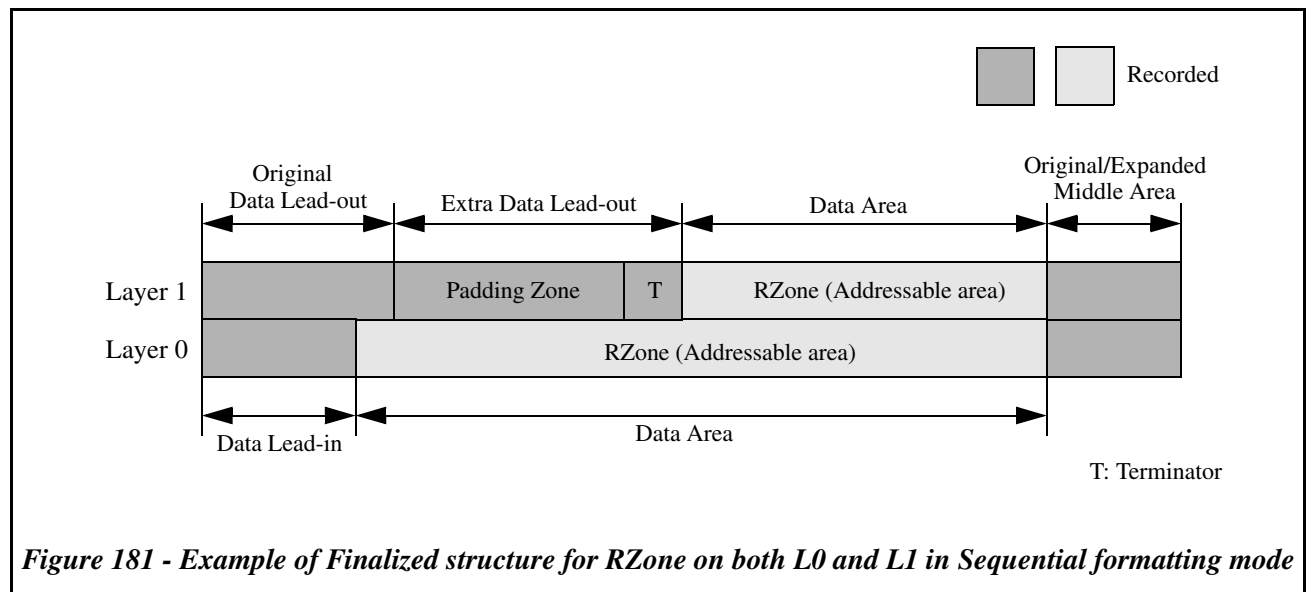 Recorded
Original
Data Lead-out
Extra Data Lead-out
Data Area
Original/Expanded
Middle Area
Layer 1
Padding Zone
T
RZone (Addressable area)
Layer 0
RZone (Addressable area)
Data Lead-in
Data Area
T: Terminator
Figure 181 - Example of Finalized structure for RZone on both L0 and L1 in Sequential formatting mode